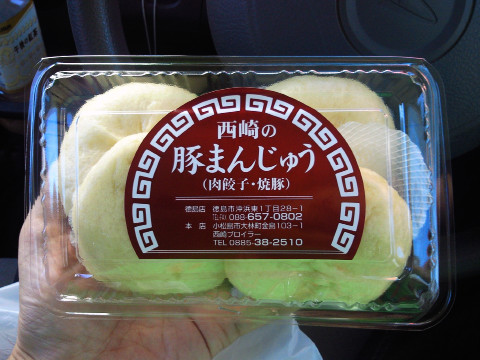 西崎の
豚まんじゅう
(肉餃子・焼豚)
徳島店 徳島市沖浜東1丁目28-1
TEL・FAX 088-657-0802
本店 小松島市大林町金島103-1
西崎ブロイラー
TEL 0885-38-2510